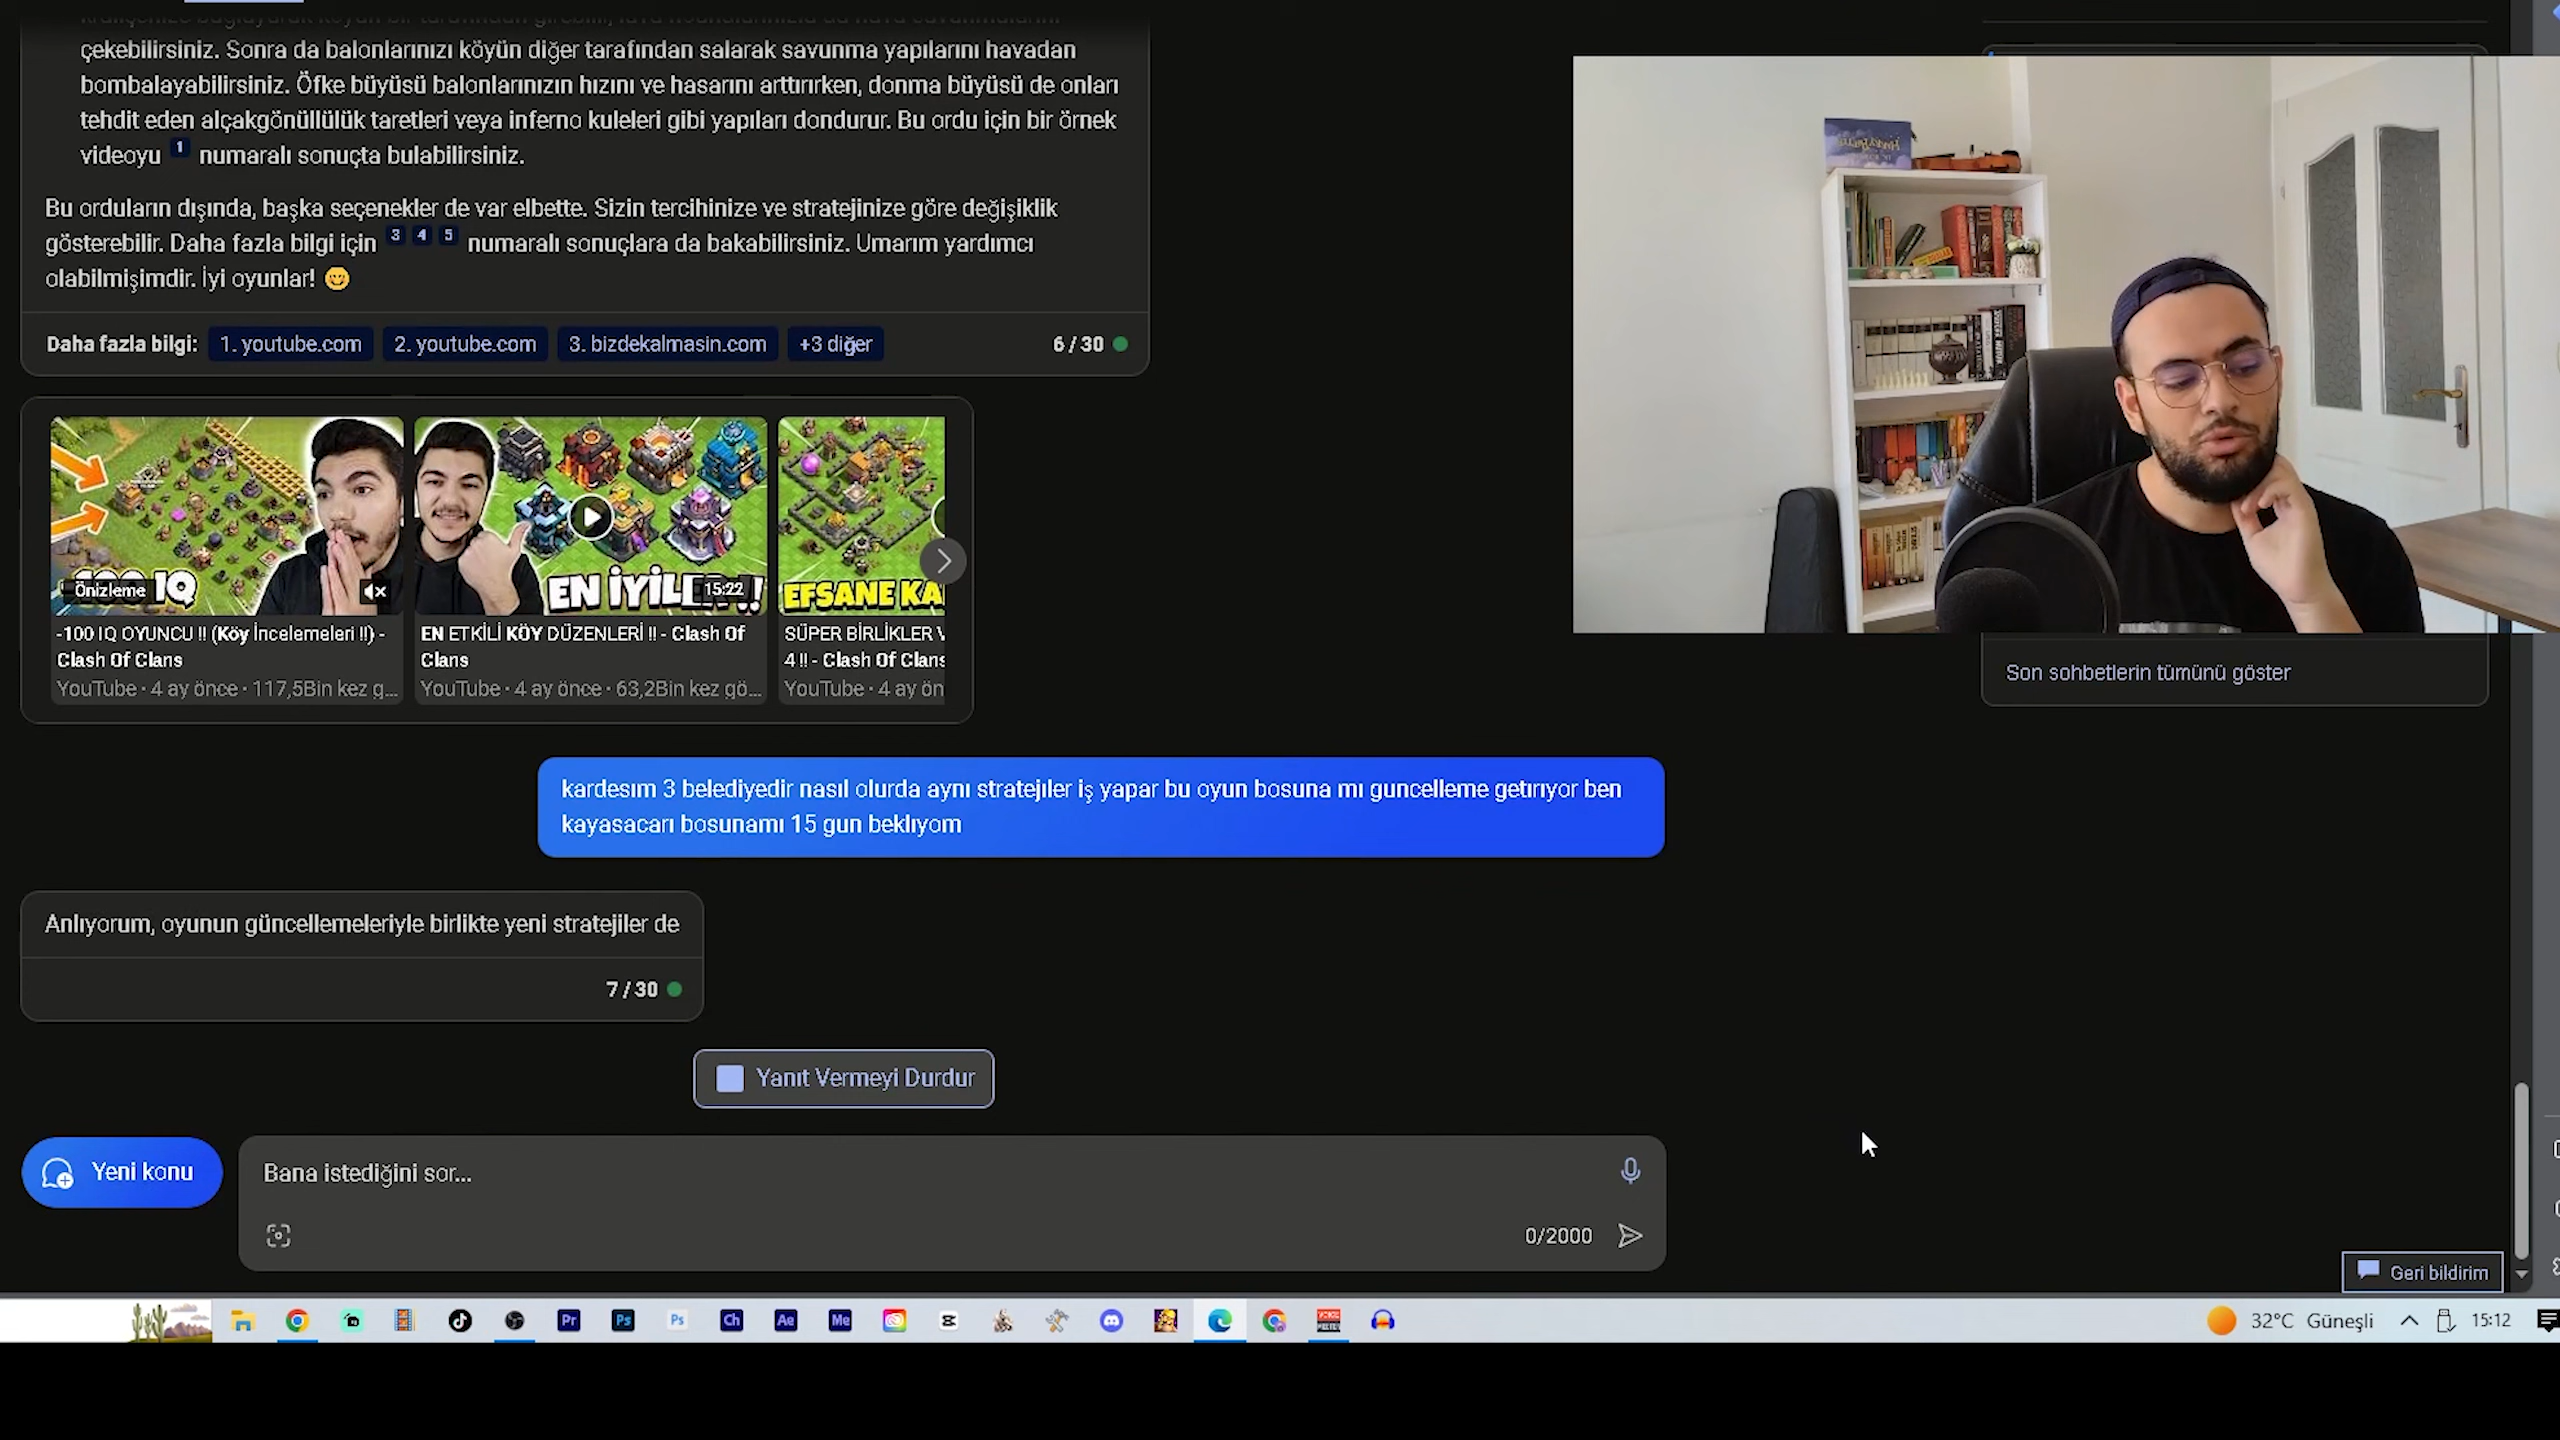 çekebilirsiniz. Sonra da balonlarınızı köyün diğer tarafından salarak savunma yapılarını havadan
bombalayabilirsiniz. Öfke büyüsü balonlarınızın hızını ve hasarını arttırırken, donma büyüsü de onları
tehdit eden alçakgönüllülük taretleri veya inferno kuleleri gibi yapıları dondurur. Bu ordu için bir örnek
videoyu 1 numaralı sonuçta bulabilirsiniz.
Bu orduların dışında, başka seçenekler de var elbette. Sizin tercihinize ve stratejinize göre değişiklik
gösterebilir. Daha fazla bilgi için 3 4 5 numaralı sonuçlara da bakabilirsiniz. Umarım yardımcı
olabilmişimdir. İyi oyunlar! 😊
Daha fazla bilgi: 1. youtube.com 2. youtube.com 3. bizdekalmasin.com +3 diğer 6 / 30
Önizleme IQ
EN İYİL 15:22 !
EFSANE KA
-100 IQ OYUNCU !! (Köy İncelemeleri !!) -
Clash Of Clans
YouTube · 4 ay önce · 117,5Bin kez g...
EN ETKİLİ KÖY DÜZENLERİ !! - Clash Of
Clans
YouTube · 4 ay önce · 63,2Bin kez gö...
SÜPER BİRLİKLER V
4 !! - Clash Of Clans
YouTube · 4 ay ön
Son sohbetlerin tümünü göster
kardesım 3 belediyedir nasıl olurda aynı stratejıler iş yapar bu oyun bosuna mı guncelleme getırıyor ben
kayasacarı bosunamı 15 gun beklıyom
Anlıyorum, oyunun güncellemeleriyle birlikte yeni stratejiler de
7 / 30
Yanıt Vermeyi Durdur
Yeni konu
Bana istediğini sor...
0/2000
Geri bildirim
Pr Ps Ps Ch Ae Me
32°C Güneşli 15:12